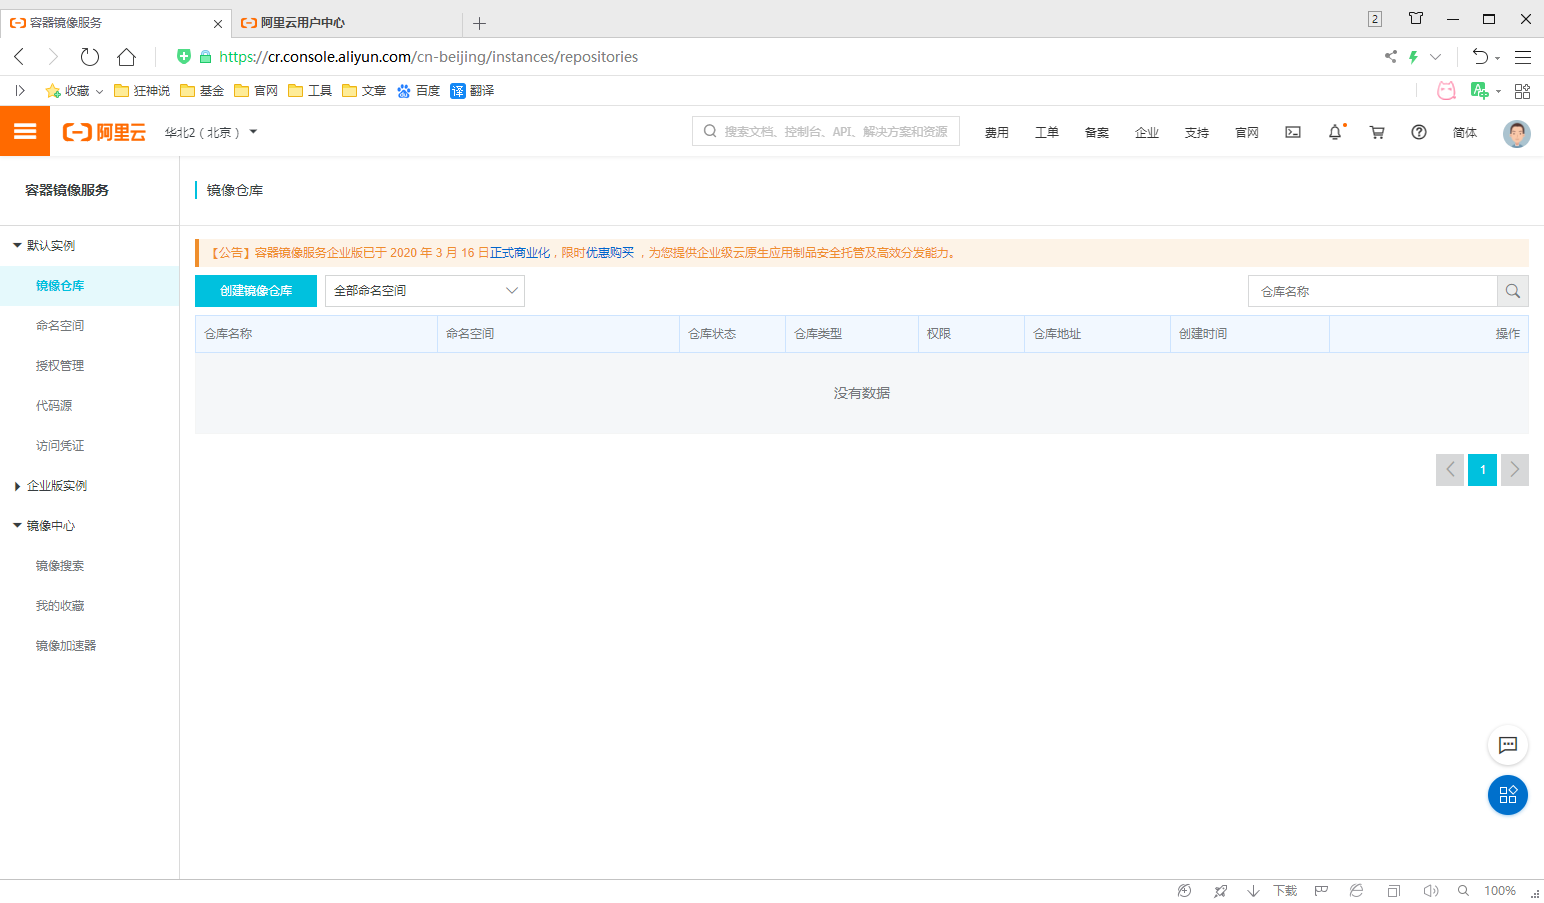 容器镜像服务
阿里云用户中心
2
https://cr.console.aliyun.com/cn-beijing/instances/repositories
收藏 狂神说 基金 官网 工具 文章 百度 译 翻译
阿里云 华北2（北京） 搜索文档、控制台、API、解决方案和资源 费用 工单 备案 企业 支持 官网 简体
容器镜像服务
默认实例
镜像仓库
命名空间
授权管理
代码源
访问凭证
企业版实例
镜像中心
镜像搜索
我的收藏
镜像加速器
镜像仓库
【公告】容器镜像服务企业版已于 2020 年 3 月 16 日正式商业化，限时优惠购买 ，为您提供企业级云原生应用制品安全托管及高效分发能力。
创建镜像仓库 全部命名空间 仓库名称
仓库名称 命名空间 仓库状态 仓库类型 权限 仓库地址 创建时间 操作
没有数据
1
下载 100%